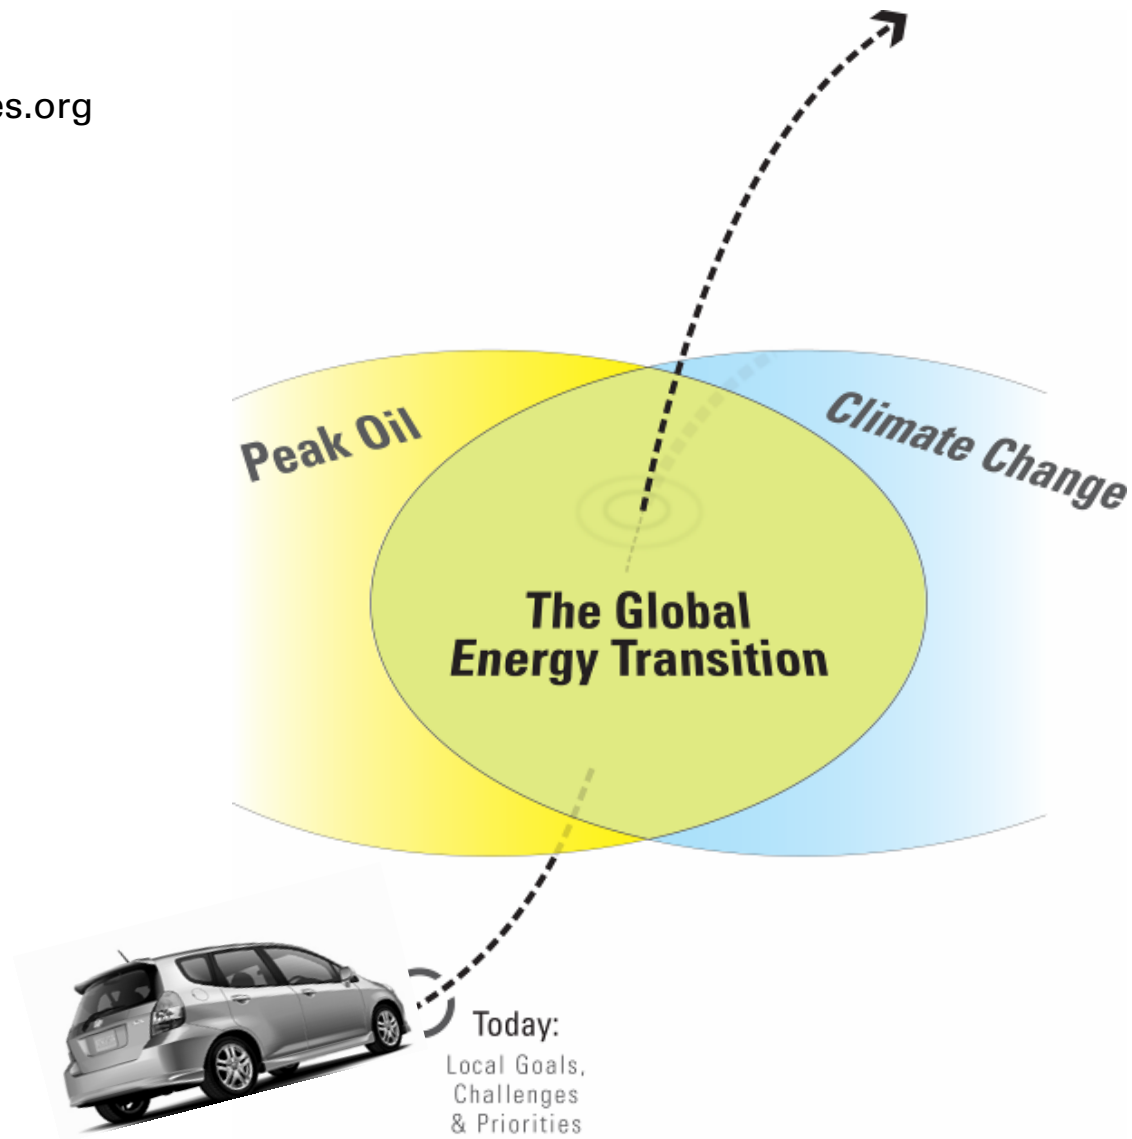 es.org
Peak Oil
Climate Change
The Global
Energy Transition
Today:
Local Goals,
Challenges
& Priorities